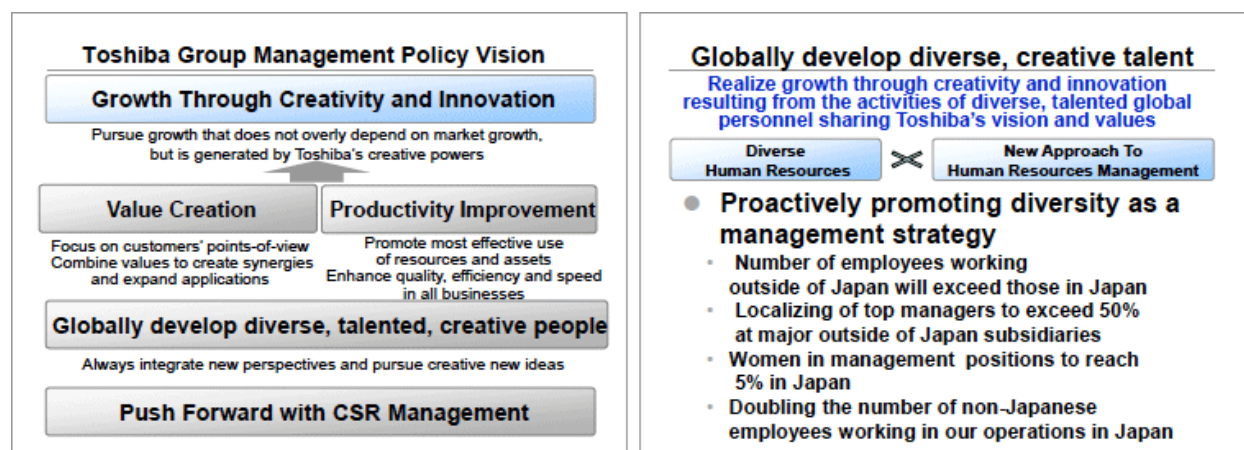 Toshiba Group Management Policy Vision
Growth Through Creativity and Innovation
Pursue growth that does not overly depend on market growth,
but is generated by Toshiba's creative powers
Value Creation
Focus on customers' points-of-view
Combine values to create synergies
and expand applications
Productivity Improvement
Promote most effective use
of resources and assets
Enhance quality, efficiency and speed
in all businesses
Globally develop diverse, talented, creative people
Always integrate new perspectives and pursue creative new ideas
Push Forward with CSR Management
Globally develop diverse, creative talent
Realize growth through creativity and innovation
resulting from the activities of diverse, talented global
personnel sharing Toshiba's vision and values
Diverse
Human Resources
×
New Approach To
Human Resources Management
● Proactively promoting diversity as a
management strategy
• Number of employees working
outside of Japan will exceed those in Japan
• Localizing of top managers to exceed 50%
at major outside of Japan subsidiaries
• Women in management positions to reach
5% in Japan
• Doubling the number of non-Japanese
employees working in our operations in Japan